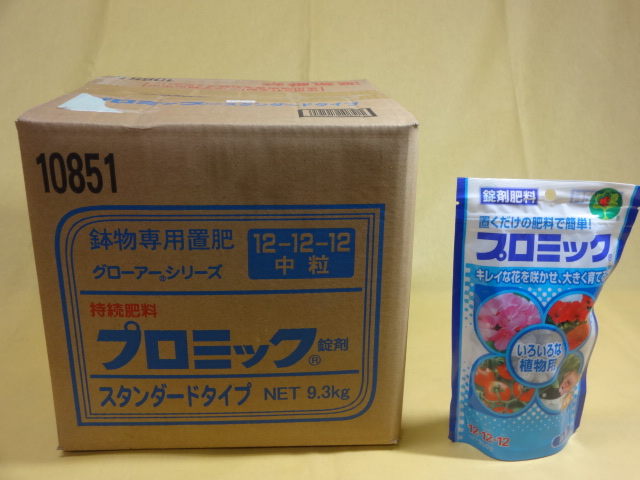 10851
鉢物専用置肥
12-12-12
中粒
グローアー®シリーズ
持続肥料
プロミック®錠剤
スタンダードタイプ NET 9.3kg
錠剤肥料
置くだけの肥料で簡単!
プロミック
キレイな花を咲かせ、大きく育て
いろいろな
植物用
12-12-12